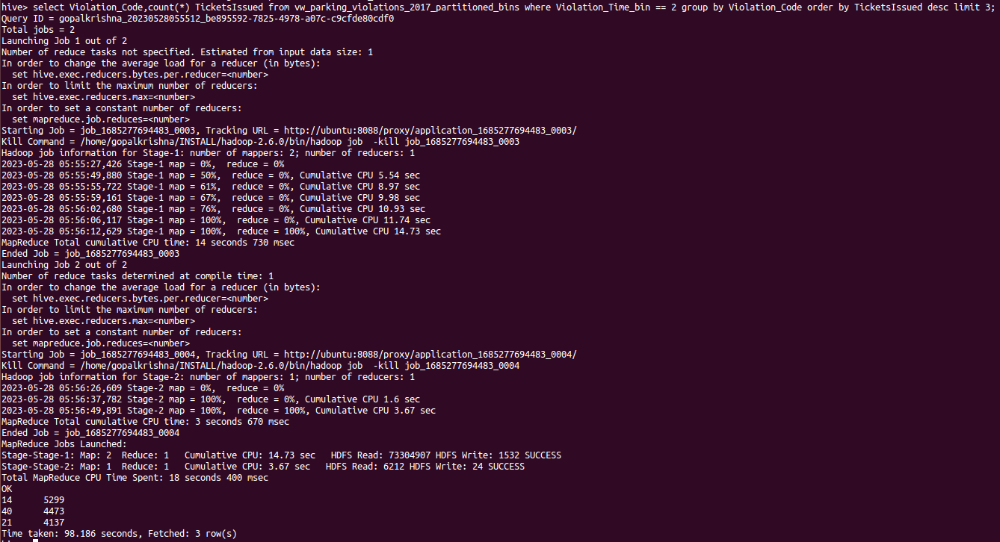 hive> select Violation_Code,count(*) TicketsIssued from vw_parking_violations_2017_partitioned_bins where Violation_Time_bin == 2 group by Violation_Code order by TicketsIssued desc limit 3;
Query ID = gopalkrishna_20230528055512_be895592-7825-4978-a07c-c9cfde80cdf0
Total jobs = 2
Launching Job 1 out of 2
Number of reduce tasks not specified. Estimated from input data size: 1
In order to change the average load for a reducer (in bytes):
  set hive.exec.reducers.bytes.per.reducer=<number>
In order to limit the maximum number of reducers:
  set hive.exec.reducers.max=<number>
In order to set a constant number of reducers:
  set mapreduce.job.reduces=<number>
Starting Job = job_1685277694483_0003, Tracking URL = http://ubuntu:8088/proxy/application_1685277694483_0003/
Kill Command = /home/gopalkrishna/INSTALL/hadoop-2.6.0/bin/hadoop job  -kill job_1685277694483_0003
Hadoop job information for Stage-1: number of mappers: 2; number of reducers: 1
2023-05-28 05:55:27,426 Stage-1 map = 0%,  reduce = 0%
2023-05-28 05:55:49,880 Stage-1 map = 50%,  reduce = 0%, Cumulative CPU 5.54 sec
2023-05-28 05:55:55,722 Stage-1 map = 61%,  reduce = 0%, Cumulative CPU 8.97 sec
2023-05-28 05:55:59,161 Stage-1 map = 67%,  reduce = 0%, Cumulative CPU 9.98 sec
2023-05-28 05:56:02,680 Stage-1 map = 76%,  reduce = 0%, Cumulative CPU 10.93 sec
2023-05-28 05:56:06,117 Stage-1 map = 100%,  reduce = 0%, Cumulative CPU 11.74 sec
2023-05-28 05:56:12,629 Stage-1 map = 100%,  reduce = 100%, Cumulative CPU 14.73 sec
MapReduce Total cumulative CPU time: 14 seconds 730 msec
Ended Job = job_1685277694483_0003
Launching Job 2 out of 2
Number of reduce tasks determined at compile time: 1
In order to change the average load for a reducer (in bytes):
  set hive.exec.reducers.bytes.per.reducer=<number>
In order to limit the maximum number of reducers:
  set hive.exec.reducers.max=<number>
In order to set a constant number of reducers:
  set mapreduce.job.reduces=<number>
Starting Job = job_1685277694483_0004, Tracking URL = http://ubuntu:8088/proxy/application_1685277694483_0004/
Kill Command = /home/gopalkrishna/INSTALL/hadoop-2.6.0/bin/hadoop job  -kill job_1685277694483_0004
Hadoop job information for Stage-2: number of mappers: 1; number of reducers: 1
2023-05-28 05:56:26,609 Stage-2 map = 0%,  reduce = 0%
2023-05-28 05:56:37,782 Stage-2 map = 100%,  reduce = 0%, Cumulative CPU 1.6 sec
2023-05-28 05:56:49,891 Stage-2 map = 100%,  reduce = 100%, Cumulative CPU 3.67 sec
MapReduce Total cumulative CPU time: 3 seconds 670 msec
Ended Job = job_1685277694483_0004
MapReduce Jobs Launched:
Stage-Stage-1: Map: 2  Reduce: 1   Cumulative CPU: 14.73 sec   HDFS Read: 73304907 HDFS Write: 1532 SUCCESS
Stage-Stage-2: Map: 1  Reduce: 1   Cumulative CPU: 3.67 sec   HDFS Read: 6212 HDFS Write: 24 SUCCESS
Total MapReduce CPU Time Spent: 18 seconds 400 msec
OK
14      5299
40      4473
21      4137
Time taken: 98.186 seconds, Fetched: 3 row(s)